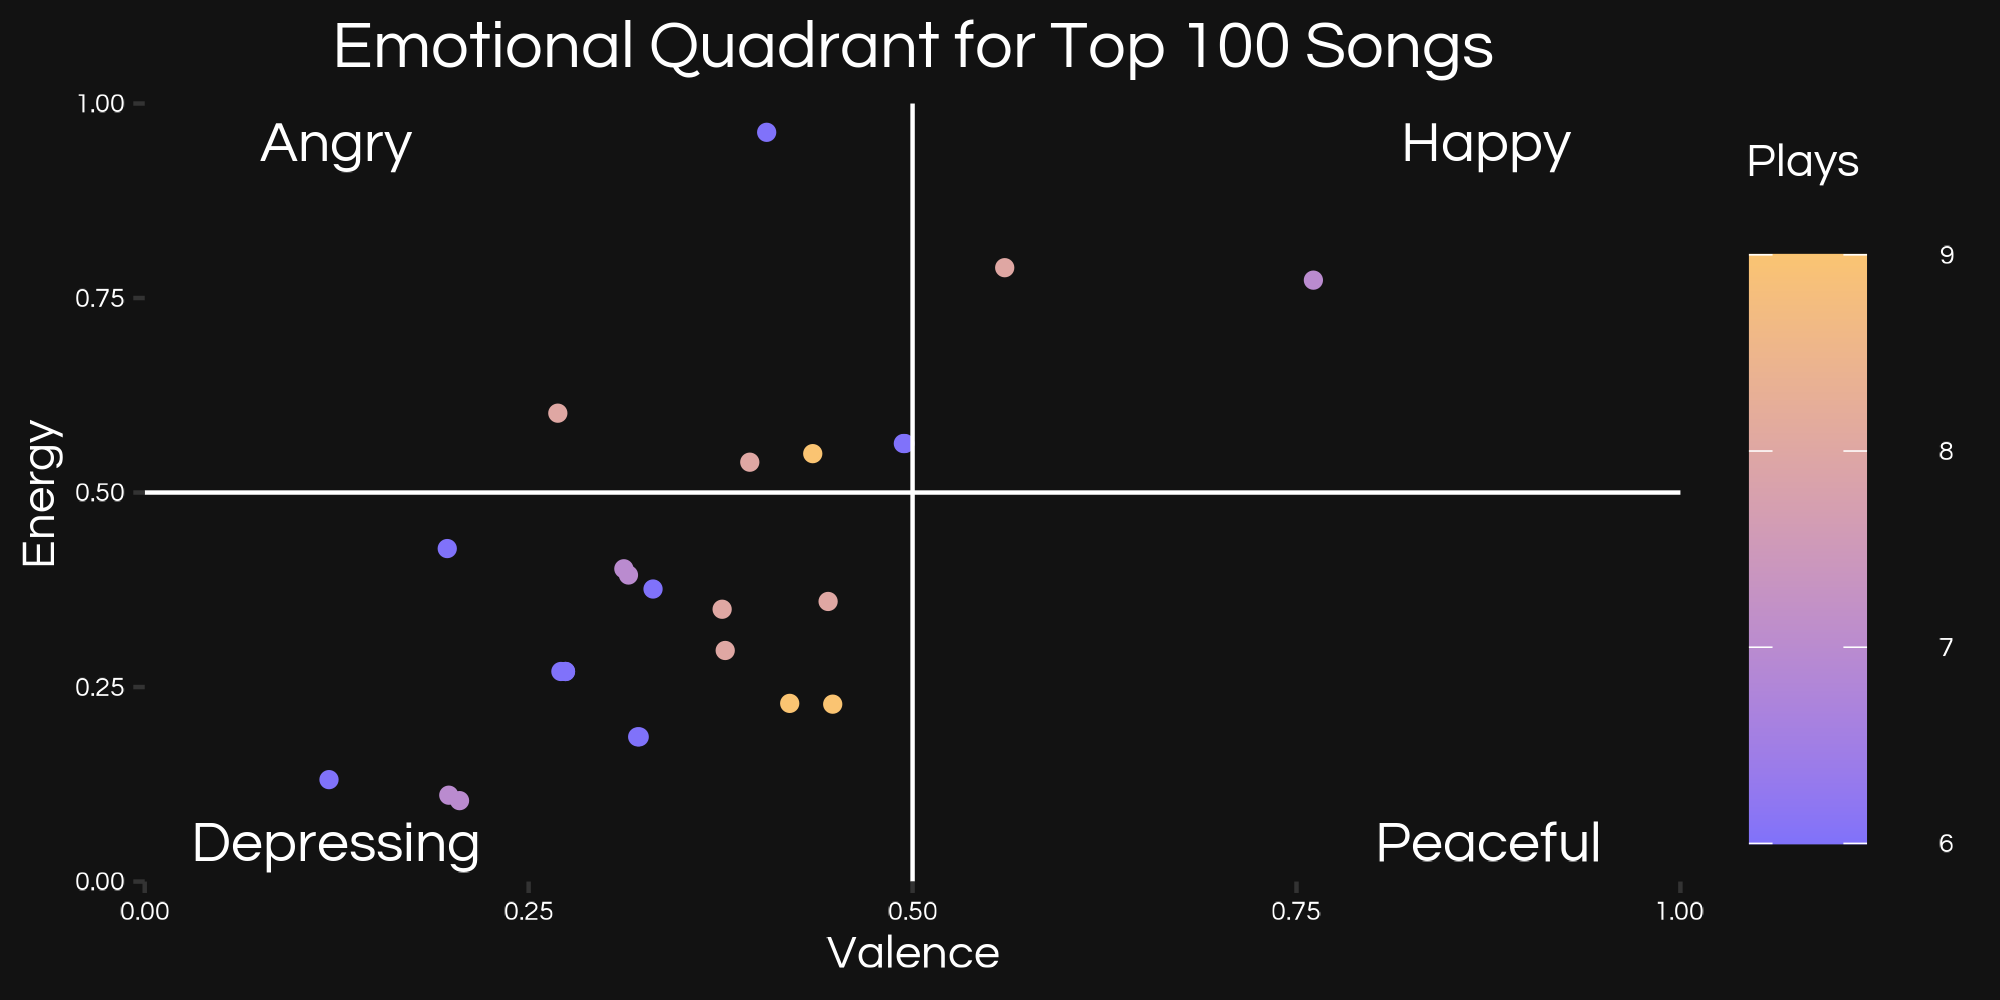 Emotional Quadrant for Top 100 Songs
1.00
Angry
Happy
Plays
9
0.75
8
Energy
0.50
7
0.25
6
Depressing
Peaceful
0.00
0.00
0.25
0.50
0.75
1.00
Valence